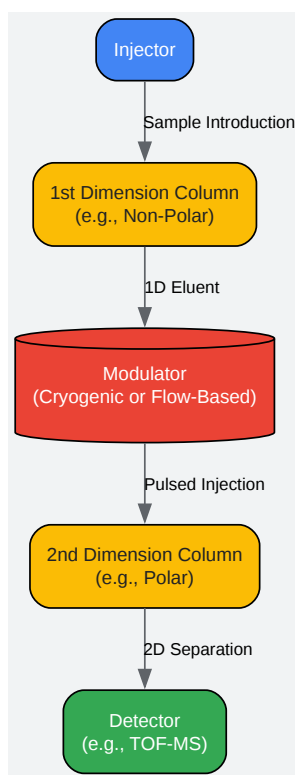 Injector
Sample Introduction
1st Dimension Column
(e.g., Non-Polar)
1D Eluent
Modulator
(Cryogenic or Flow-Based)
Pulsed Injection
2nd Dimension Column
(e.g., Polar)
2D Separation
Detector
(e.g., TOF-MS)